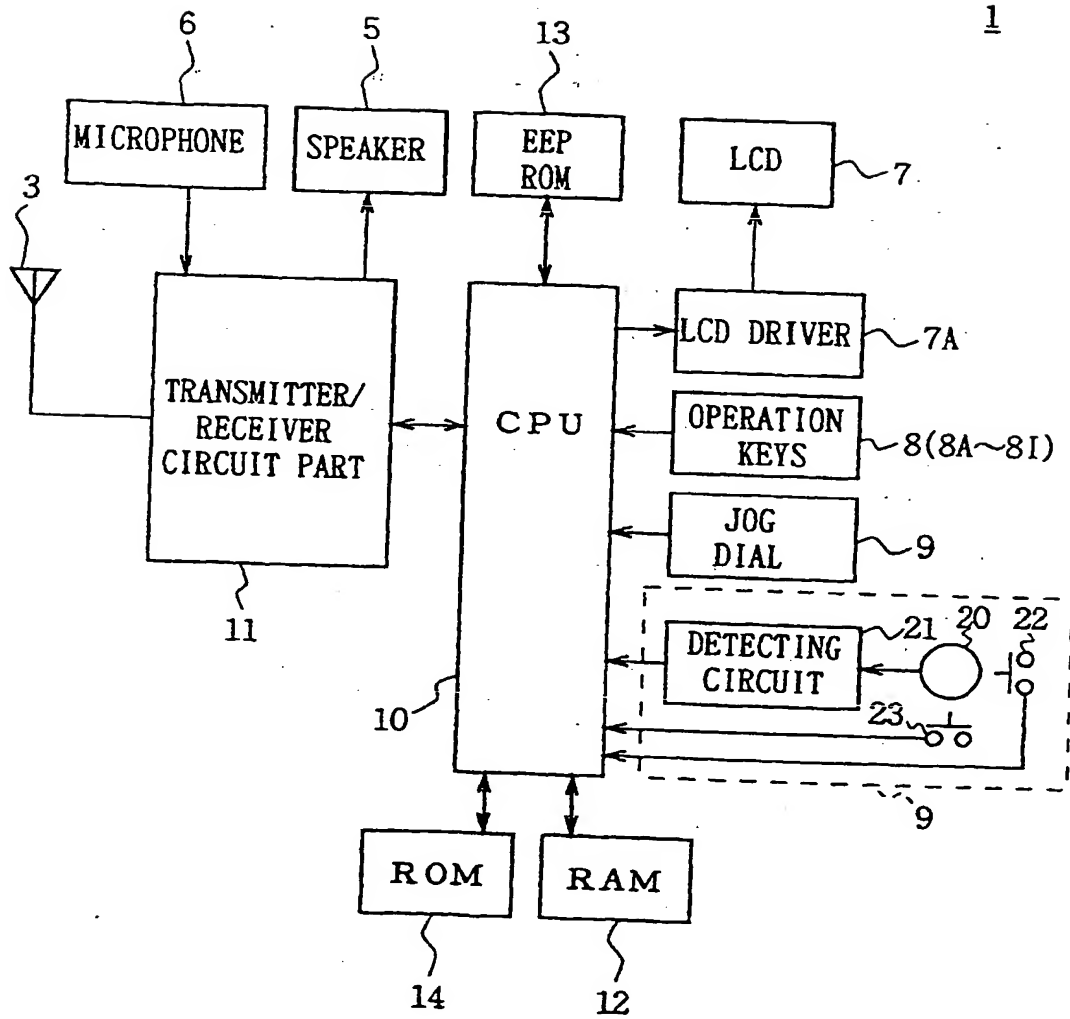 1
6
5
13
MICROPHONE
SPEAKER
EEP
ROM
LCD
7
3
LCD DRIVER
7A
TRANSMITTER/
RECEIVER
CIRCUIT PART
CPU
OPERATION
KEYS
8(8A~8I)
JOG
DIAL
9
11
21
20
22
DETECTING
CIRCUIT
10
23
9
ROM
RAM
14
12